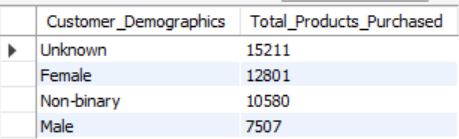 Customer_Demographics Total_Products_Purchased
Unknown 15211
Female 12801
Non-binary 10580
Male 7507